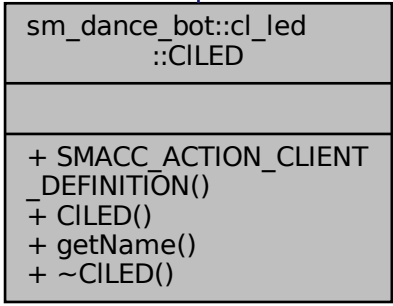 sm_dance_bot::cl_led
::ClLED
+ SMACC_ACTION_CLIENT
_DEFINITION()
+ ClLED()
+ getName()
+ ~ClLED()